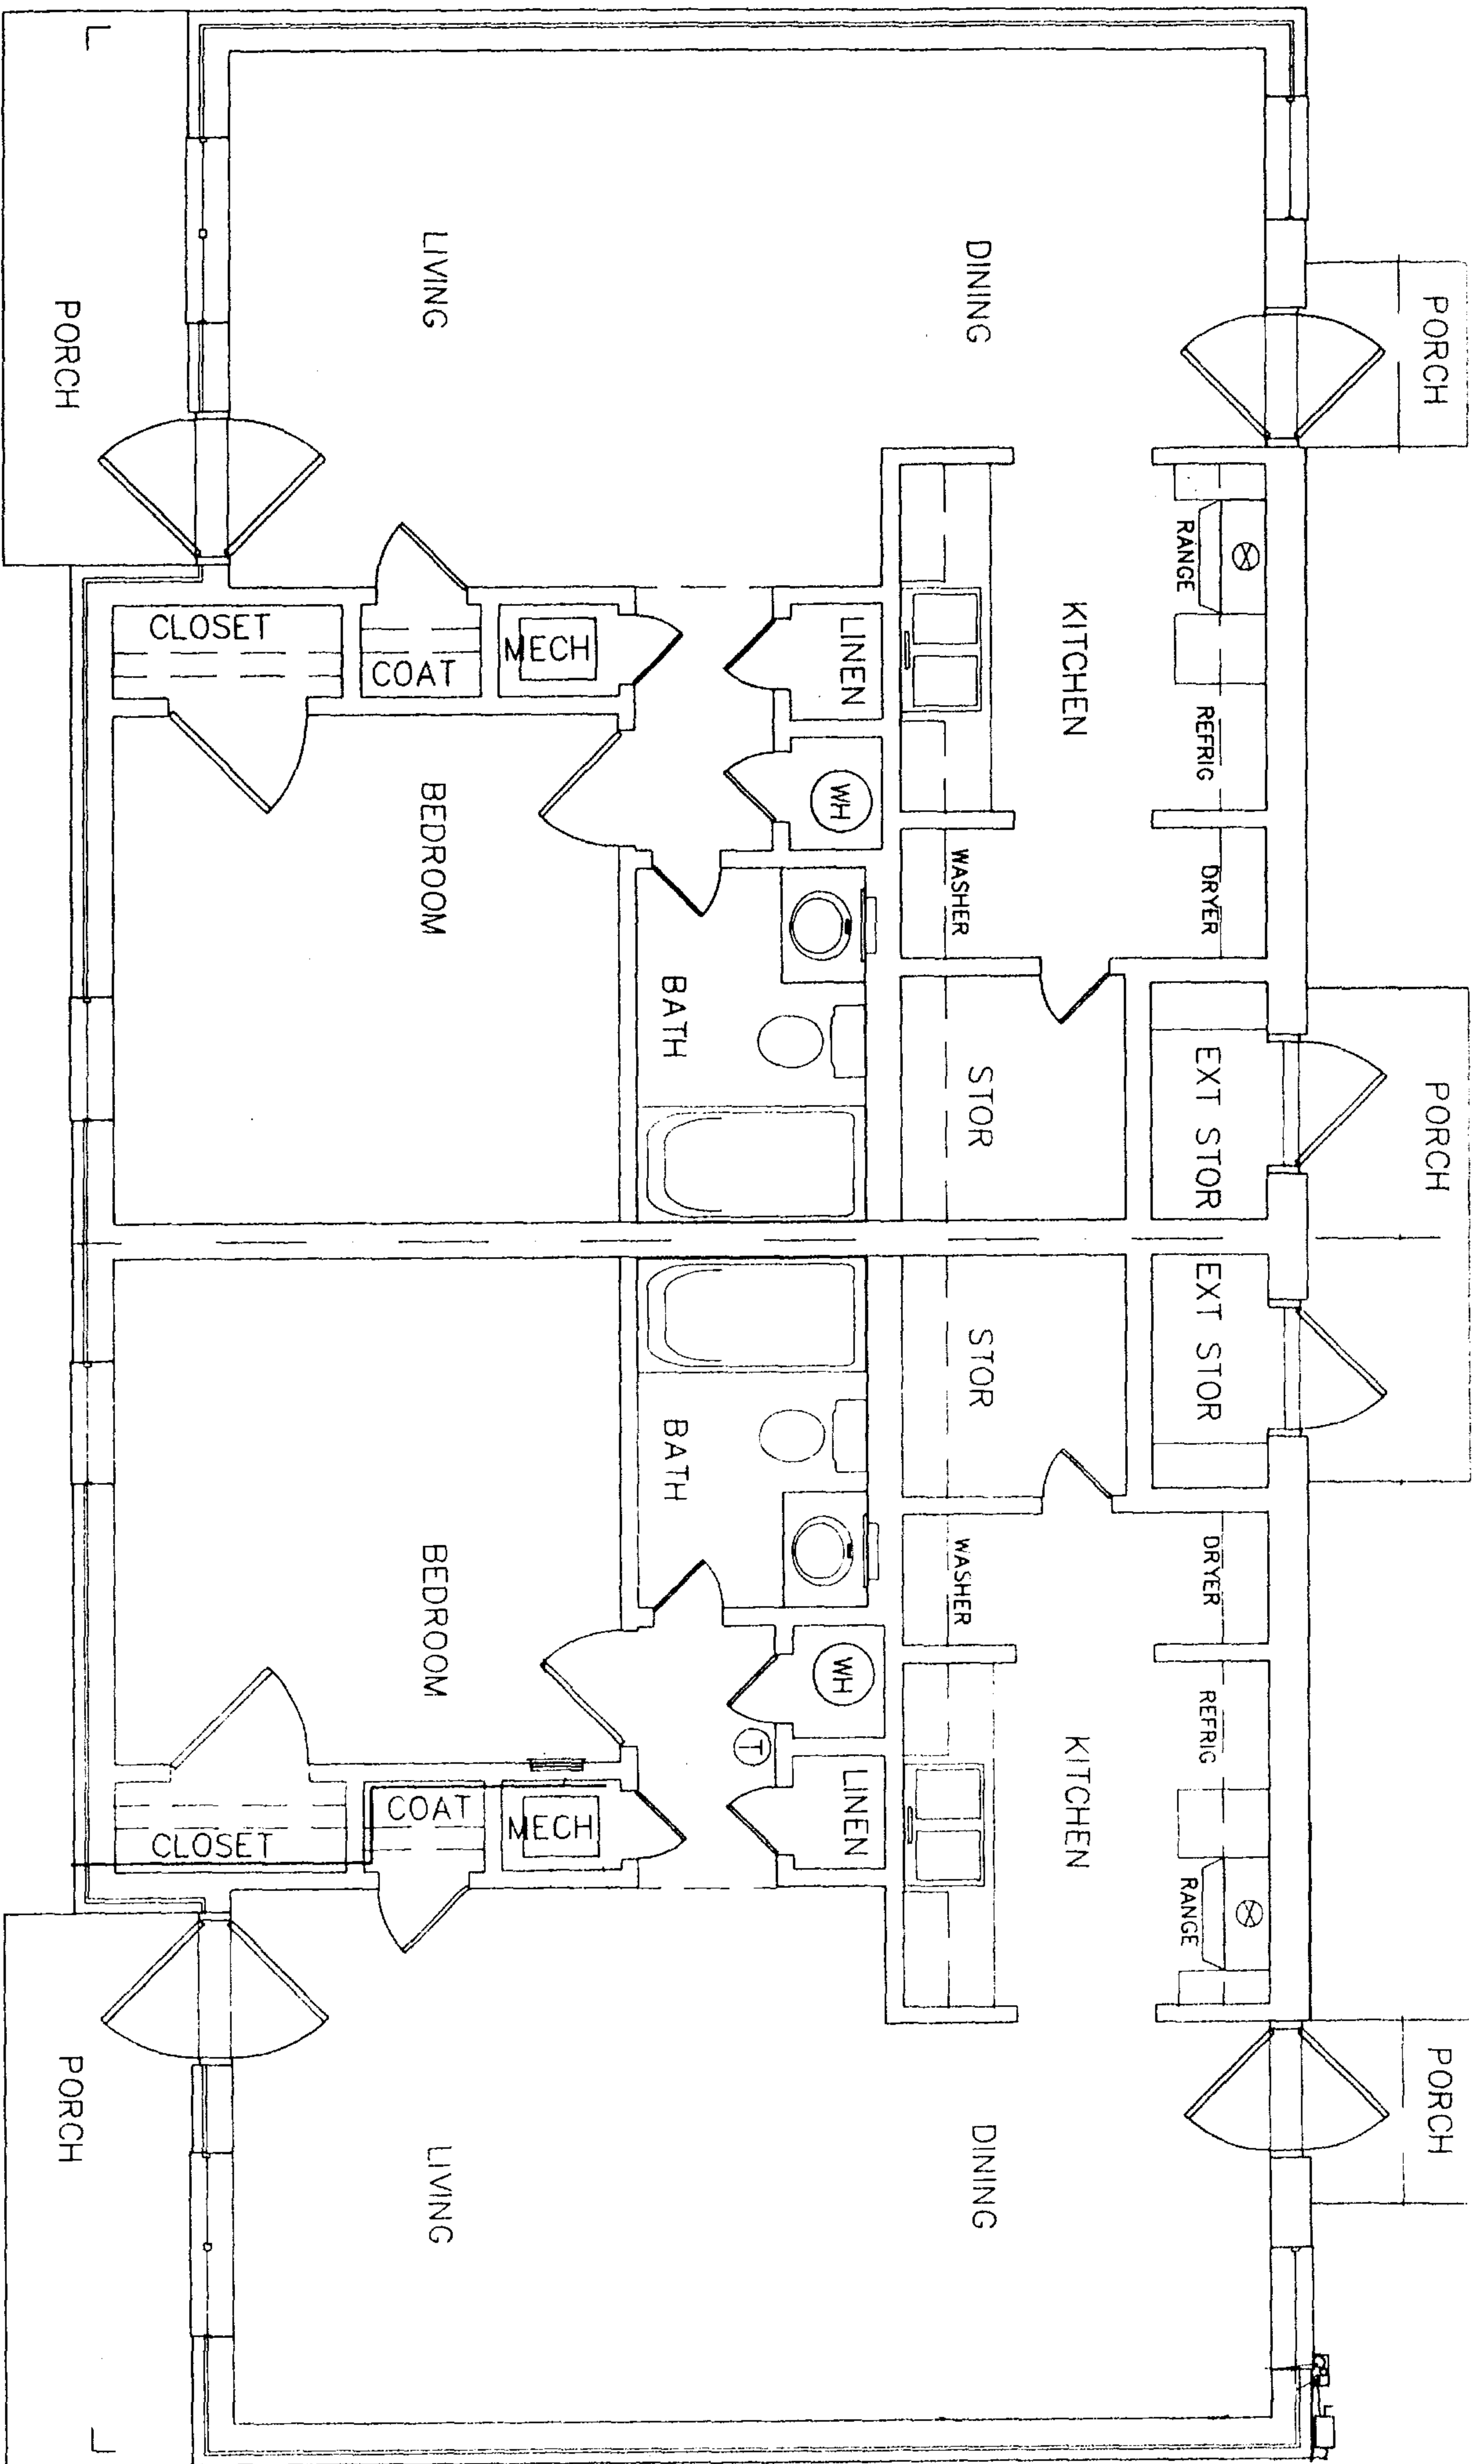 PORCH
LIVING
DINING
PORCH
RANGE
CLOSET
COAT
MECH
LINEN
KITCHEN
REFRIG
WH
BEDROOM
WASHER
DRYER
BATH
STOR
EXT STOR
PORCH
STOR
EXT STOR
BATH
WASHER
DRYER
BEDROOM
WH
REFRIG
T
KITCHEN
COAT
MECH
LINEN
CLOSET
RANGE
PORCH
LIVING
DINING
PORCH